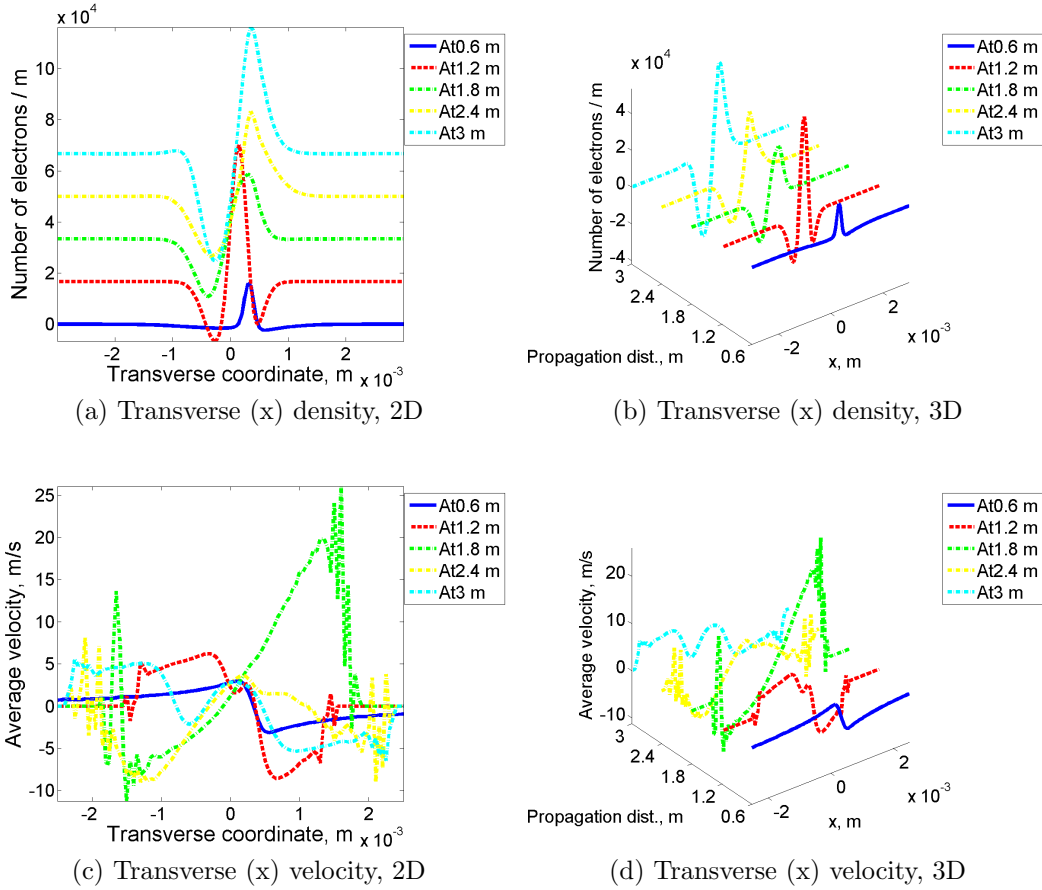 x 10⁴
Number of electrons / m
10
8
6
4
2
0
-2
0
2
Transverse coordinate, m
x 10⁻³
At0.6 m
At1.2 m
At1.8 m
At2.4 m
At3 m
(a) Transverse (x) density, 2D
x 10⁴
Number of electrons / m
4
2
0
-2
-4
3
2.4
1.8
1.2
0.6
Propagation dist., m
-2
0
2
x 10⁻³
x, m
At0.6 m
At1.2 m
At1.8 m
At2.4 m
At3 m
(b) Transverse (x) density, 3D
Average velocity, m/s
25
20
15
10
5
0
-5
-10
-2
-1
0
1
2
Transverse coordinate, m
x 10⁻³
At0.6 m
At1.2 m
At1.8 m
At2.4 m
At3 m
(c) Transverse (x) velocity, 2D
Average velocity, m/s
20
10
0
-10
3
2.4
1.8
1.2
0.6
Propagation dist., m
-2
0
2
x 10⁻³
x, m
At0.6 m
At1.2 m
At1.8 m
At2.4 m
At3 m
(d) Transverse (x) velocity, 3D